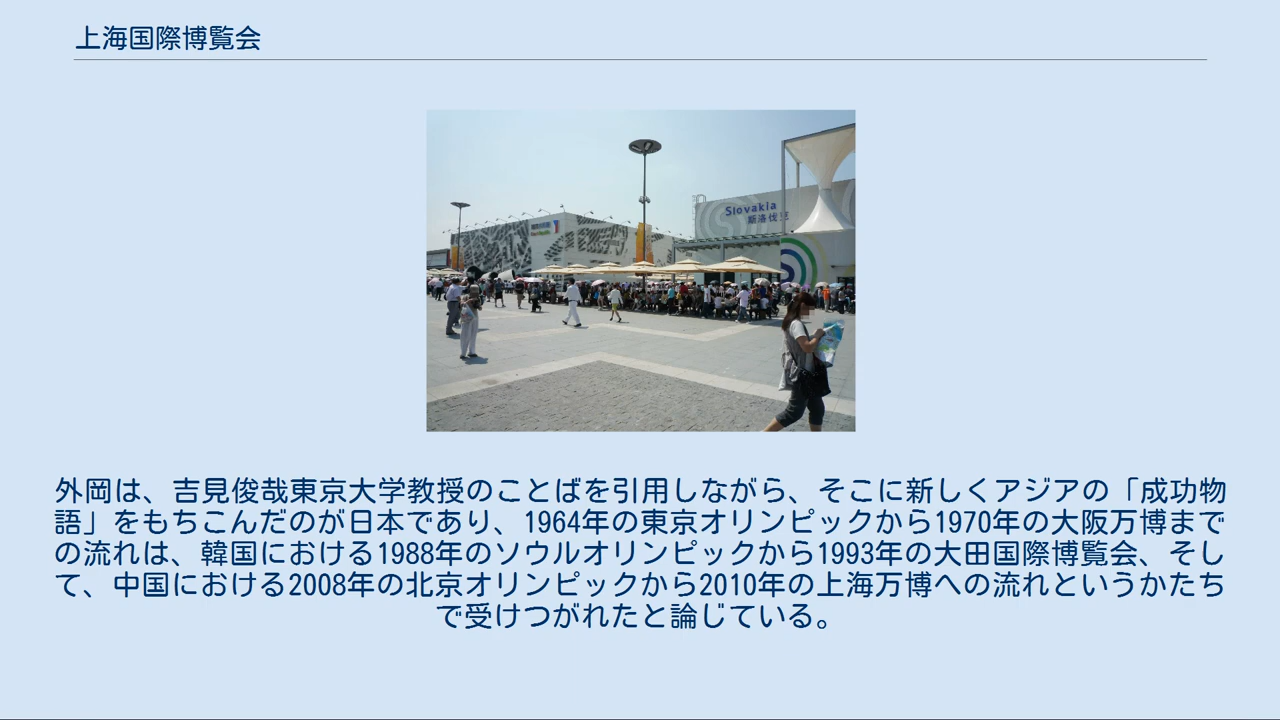 上海国際博覧会
Slovakia
斯洛伐克
外岡は、吉見俊哉東京大学教授のことばを引用しながら、そこに新しくアジアの「成功物
語」をもちこんだのが日本であり、1964年の東京オリンピックから1970年の大阪万博まで
の流れは、韓国における1988年のソウルオリンピックから1993年の大田国際博覧会、そし
て、中国における2008年の北京オリンピックから2010年の上海万博への流れというかたち
で受けつがれたと論じている。